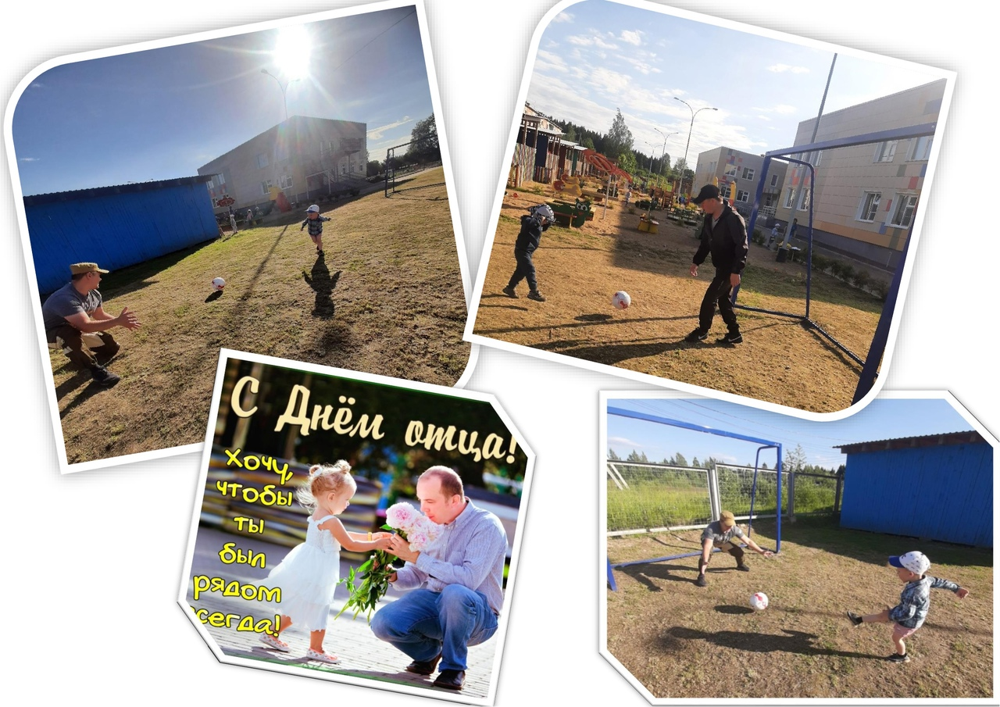 С Днём отца!
Хочу,
чтобы
ты
был
рядом
всегда!